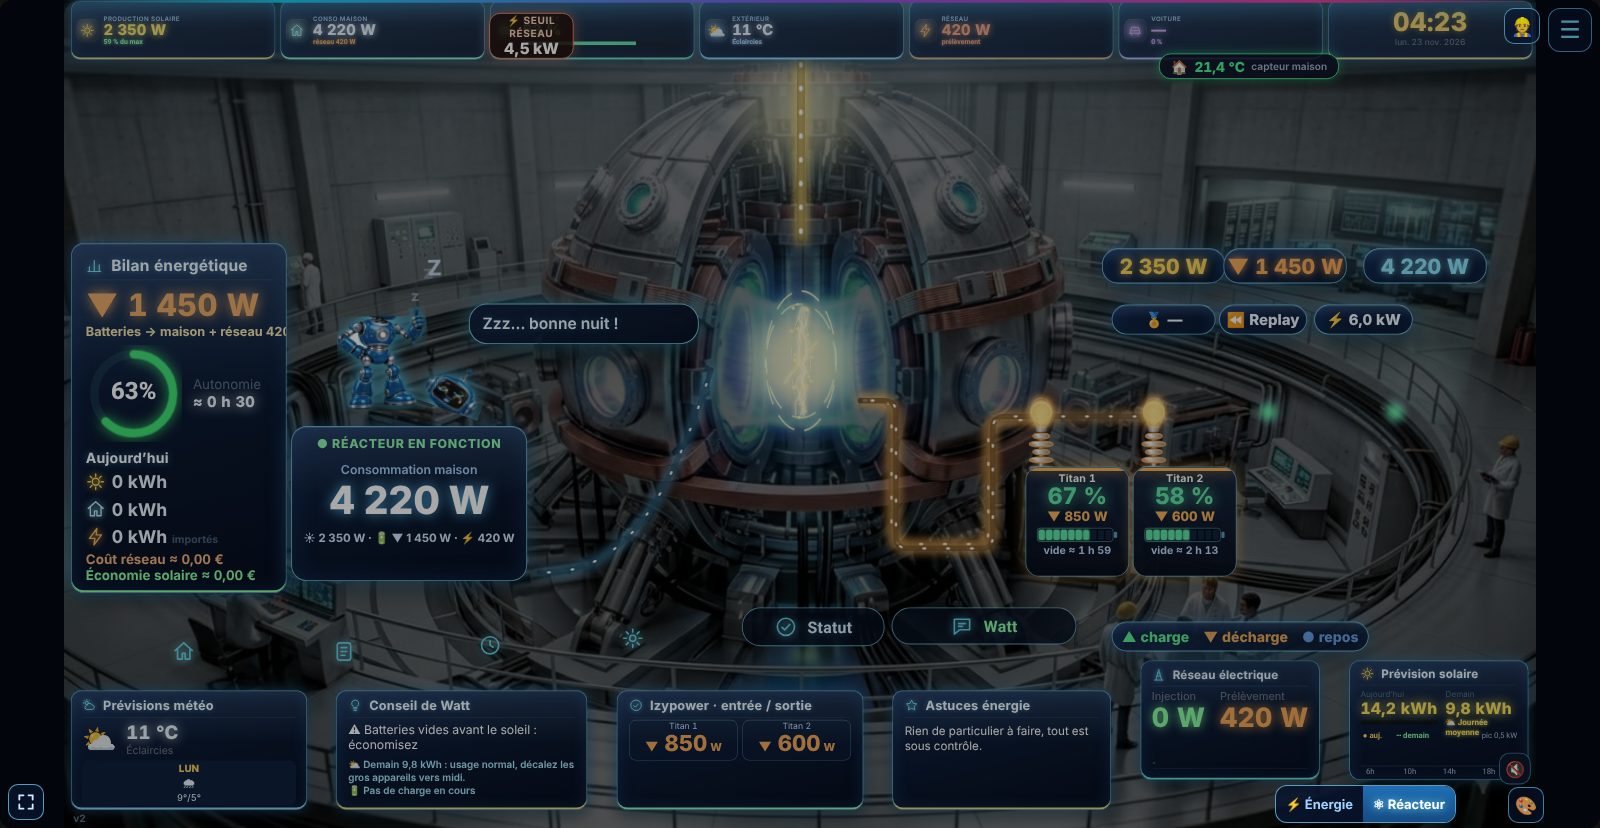 PRODUCTION SOLAIRE
2 350 W
59 % du max
CONSO MAISON
4 220 W
réseau 420 W
⚡ SEUIL
RÉSEAU
4,5 kW
EXTÉRIEUR
11 °C
Éclaircies
RÉSEAU
420 W
prélèvement
VOITURE
—
0 %
04:23
lun. 23 nov. 2026
21,4 °C capteur maison
Bilan énergétique
▼ 1 450 W
Batteries → maison + réseau 420
63%
Autonomie
≈ 0 h 30
Aujourd'hui
0 kWh
0 kWh
0 kWh importés
Coût réseau ≈ 0,00 €
Économie solaire ≈ 0,00 €
Z
z
Zzz… bonne nuit !
2 350 W
▼ 1 450 W
4 220 W
—
Replay
⚡ 6,0 kW
● RÉACTEUR EN FONCTION
Consommation maison
4 220 W
☀ 2 350 W · 🔋 ▼ 1 450 W · ⚡ 420 W
Titan 1
67 %
▼ 850 W
vide ≈ 1 h 59
Titan 2
58 %
▼ 600 W
vide ≈ 2 h 13
Statut
Watt
▲ charge ▼ décharge ● repos
Prévisions météo
11 °C
Éclaircies
LUN
9°/5°
Conseil de Watt
⚠ Batteries vides avant le soleil :
économisez
Demain 9,8 kWh : usage normal, décalez les
gros appareils vers midi.
Pas de charge en cours
Izypower · entrée / sortie
Titan 1
▼ 850 W
Titan 2
▼ 600 W
Astuces énergie
Rien de particulier à faire, tout est
sous contrôle.
Réseau électrique
Injection
0 W
Prélèvement
420 W
Prévision solaire
Aujourd'hui
14,2 kWh
Demain
9,8 kWh
Journée
moyenne
● auj.
-- demain
pic 0,5 kW
6h 10h 14h 18h
⚡ Énergie
⚛ Réacteur
v2